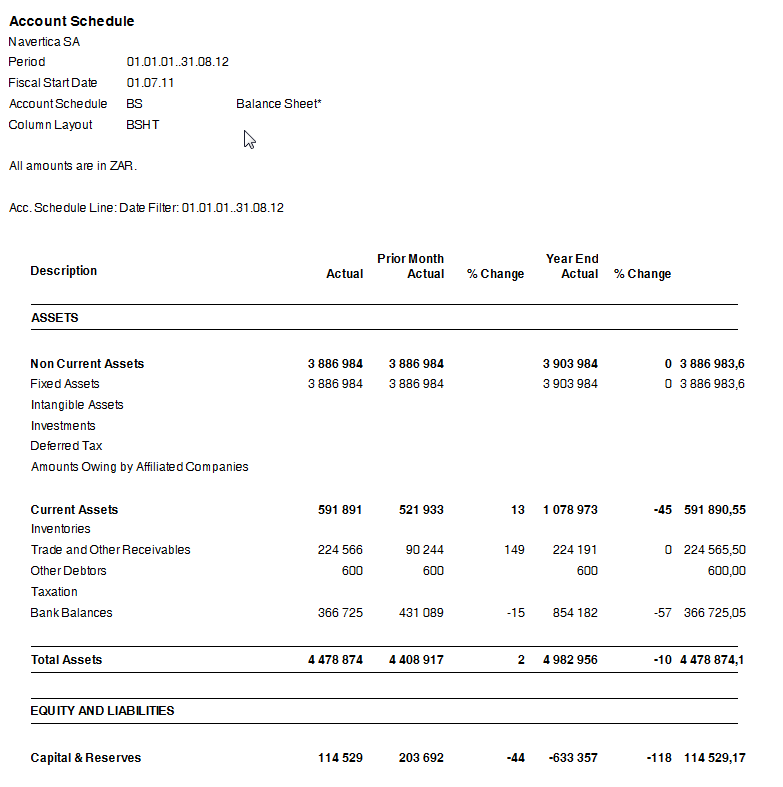 Account Schedule
Navertica SA
Period 01.01.01..31.08.12
Fiscal Start Date 01.07.11
Account Schedule BS Balance Sheet*
Column Layout BSHT
All amounts are in ZAR.
Acc. Schedule Line: Date Filter: 01.01.01..31.08.12
Prior Month Year End
Description Actual Actual % Change Actual % Change
ASSETS
Non Current Assets 3 886 984 3 886 984 3 903 984 0 3 886 983,6
Fixed Assets 3 886 984 3 886 984 3 903 984 0 3 886 983,6
Intangible Assets
Investments
Deferred Tax
Amounts Owing by Affiliated Companies
Current Assets 591 891 521 933 13 1 078 973 -45 591 890,55
Inventories
Trade and Other Receivables 224 566 90 244 149 224 191 0 224 565,50
Other Debtors 600 600 600 600,00
Taxation
Bank Balances 366 725 431 089 -15 854 182 -57 366 725,05
Total Assets 4 478 874 4 408 917 2 4 982 956 -10 4 478 874,1
EQUITY AND LIABILITIES
Capital & Reserves 114 529 203 692 -44 -633 357 -118 114 529,17